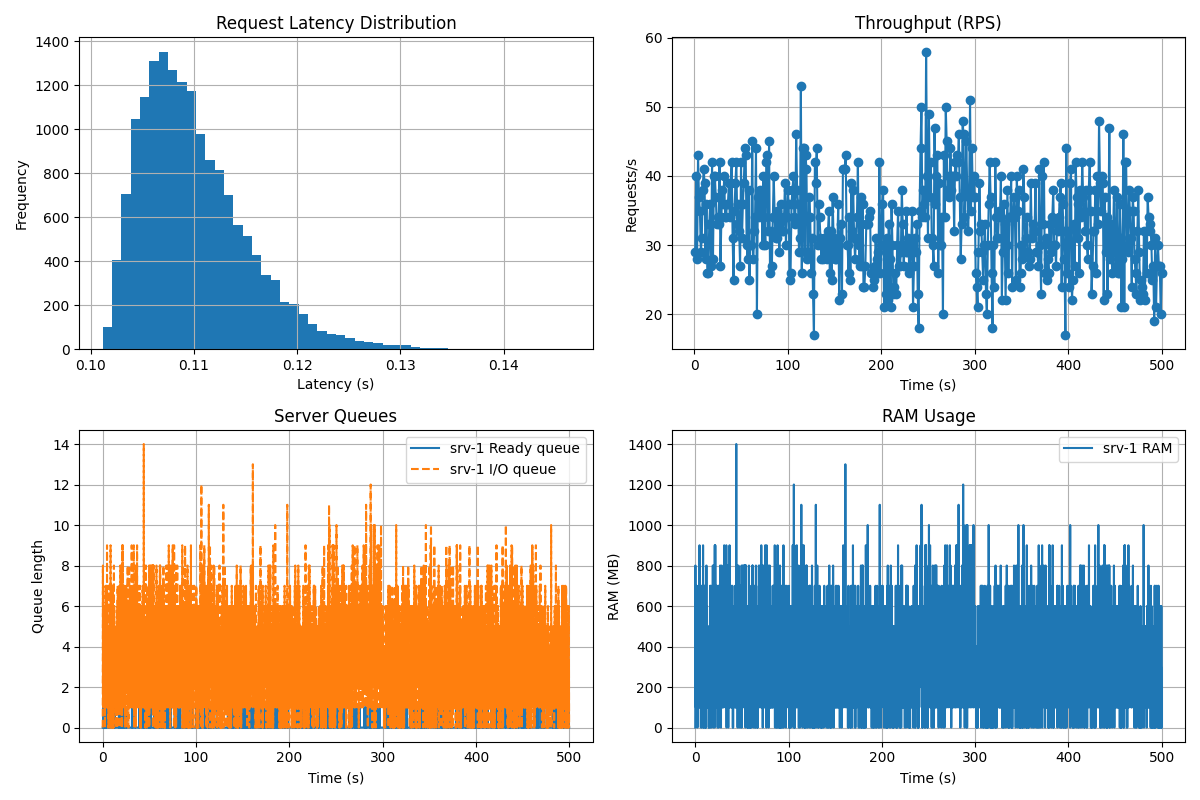 Request Latency Distribution
Frequency
1400
1200
1000
800
600
400
200
0
0.10 0.11 0.12 0.13 0.14
Latency (s)
Throughput (RPS)
Requests/s
60
50
40
30
20
0 100 200 300 400 500
Time (s)
Server Queues
srv-1 Ready queue
srv-1 I/O queue
Queue length
14
12
10
8
6
4
2
0
0 100 200 300 400 500
Time (s)
RAM Usage
srv-1 RAM
RAM (MB)
1400
1200
1000
800
600
400
200
0
0 100 200 300 400 500
Time (s)